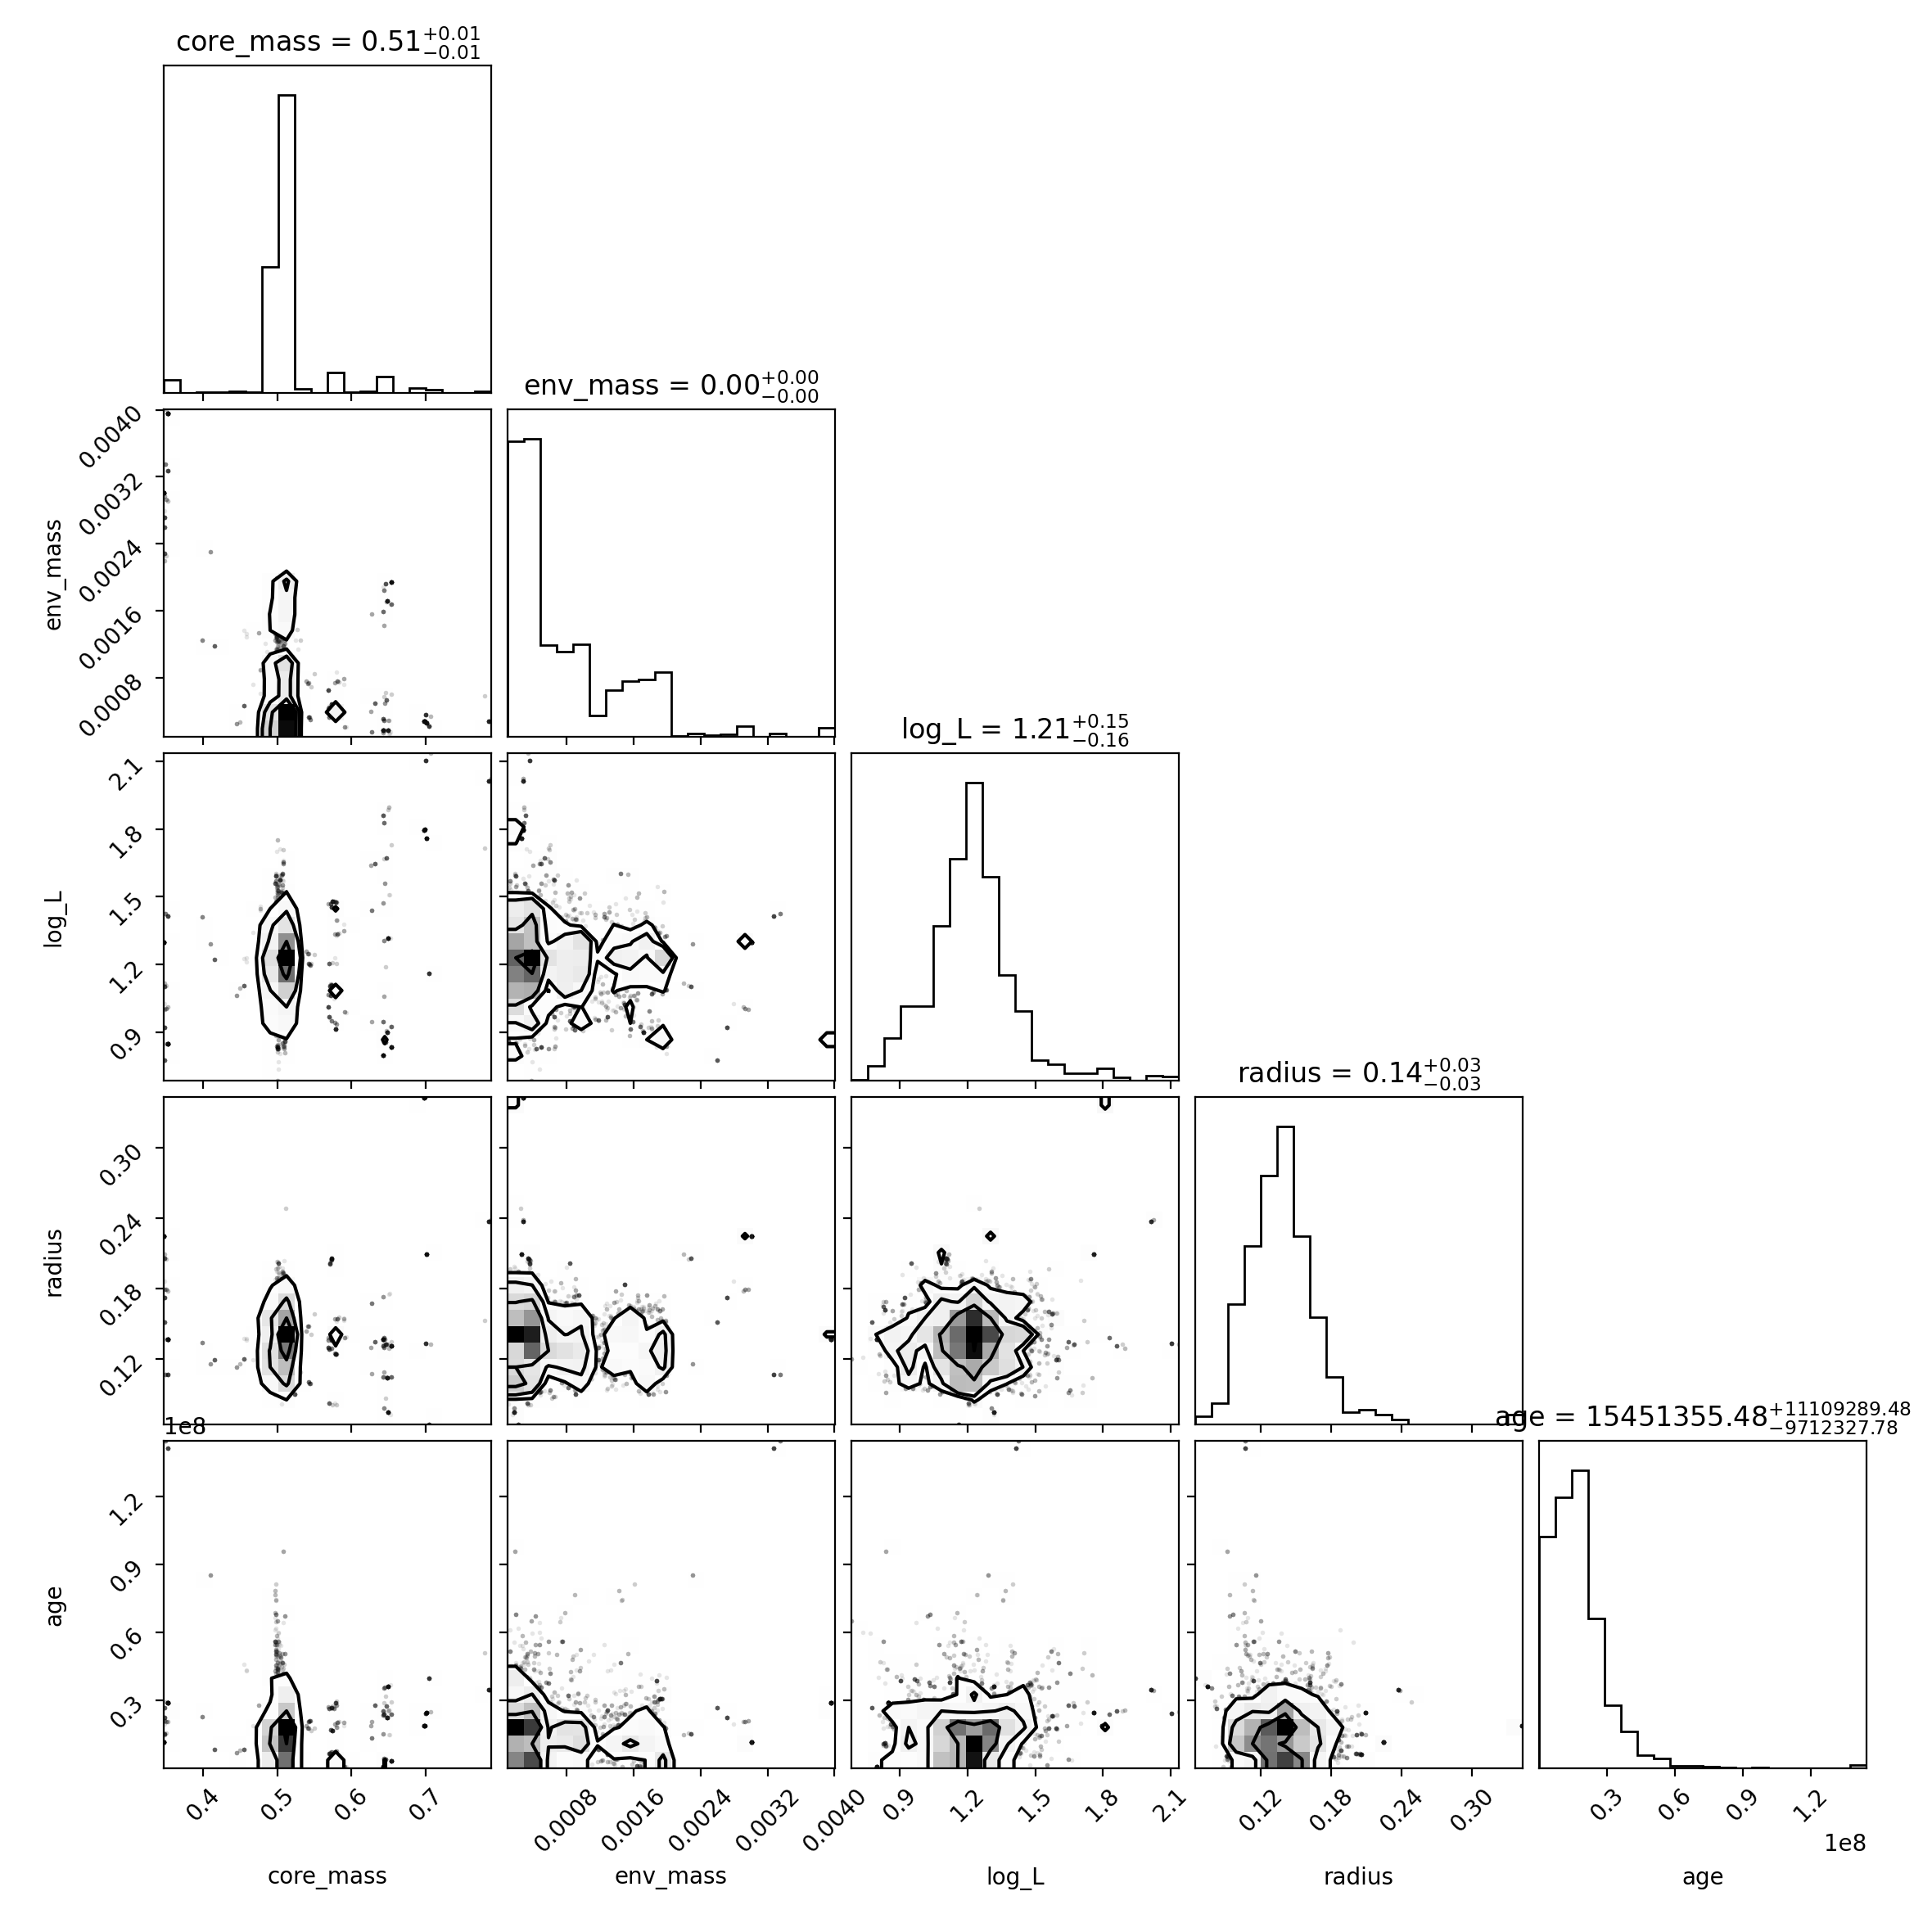 core_mass = 0.51+0.01 −0.01
env_mass = 0.00+0.00 −0.00
0.0040
0.0032
0.0024
0.0016
0.0008
env_mass
log_L = 1.21+0.15 −0.16
2.1
1.8
1.5
1.2
0.9
log_L
radius = 0.14+0.03 −0.03
0.30
0.24
0.18
0.12
radius
age = 15451355.48+11109289.48 −9712327.78
1e8
1.2
0.9
0.6
0.3
age
0.4 0.5 0.6 0.7
0.0008 0.0016 0.0024 0.0032 0.0040
0.9 1.2 1.5 1.8 2.1
0.12 0.18 0.24 0.30
0.3 0.6 0.9 1.2
1e8
core_mass env_mass log_L radius age